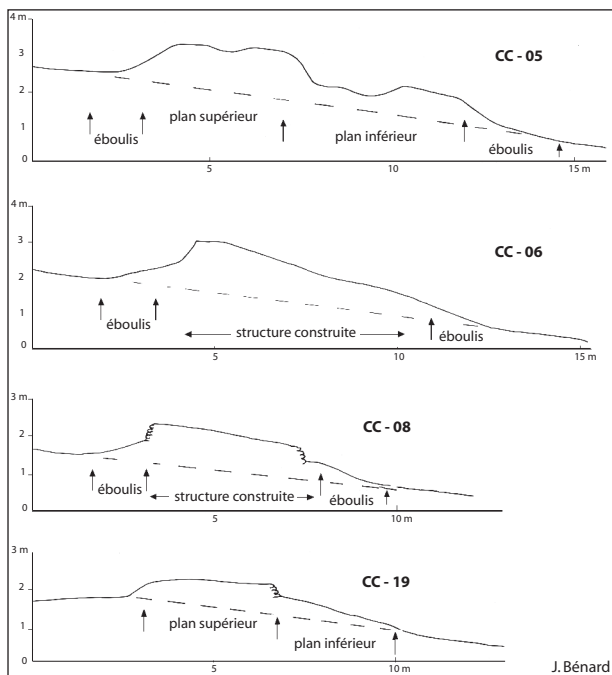 4 m
CC - 05
3
2
plan supérieur
1
éboulis
plan inférieur
éboulis
0
5
10
15 m
4 m
3
CC - 06
2
1
éboulis
structure construite
éboulis
0
5
10
15 m
3 m
CC - 08
2
1
éboulis
structure construite
éboulis
0
5
10 m
3 m
CC - 19
2
1
plan supérieur
plan inférieur
0
5
10 m
J. Bénard